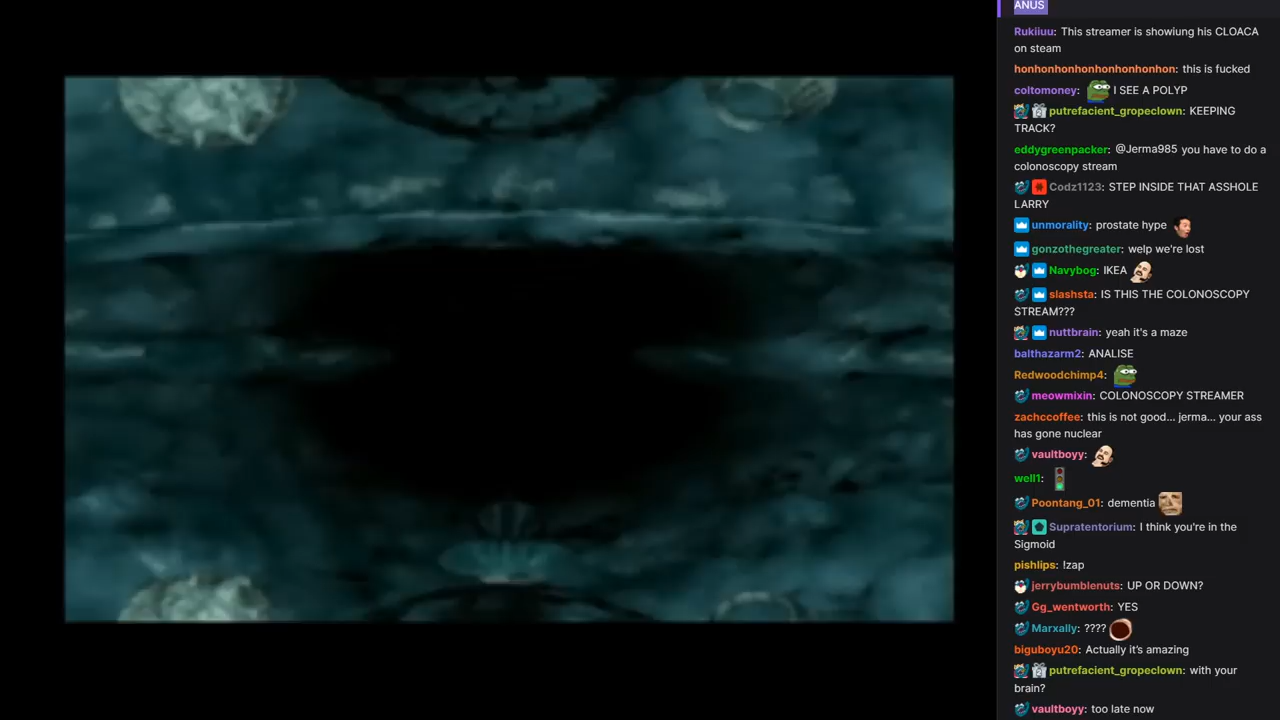 ANUS
Rukiiuu: This streamer is showiung his CLOACA
on steam
honhonhonhonhonhonhonhon: this is fucked
coltomoney: I SEE A POLYP
putrefacient_gropeclown: KEEPING
TRACK?
eddygreenpacker: @Jerma985 you have to do a
colonoscopy stream
Codz1123: STEP INSIDE THAT ASSHOLE
LARRY
unmorality: prostate hype
gonzothegreater: welp we're lost
Navybog: IKEA
slashsta: IS THIS THE COLONOSCOPY
STREAM???
nuttbrain: yeah it's a maze
balthazarm2: ANALISE
Redwoodchimp4:
meowmixin: COLONOSCOPY STREAMER
zachccoffee: this is not good... jerma... your ass
has gone nuclear
vaultboyy:
well1:
Poontang_01: dementia
Supratentorium: I think you're in the
Sigmoid
pishlips: !zap
jerrybumblenuts: UP OR DOWN?
Gg_wentworth: YES
Marxally: ????
biguboyu20: Actually it's amazing
putrefacient_gropeclown: with your
brain?
vaultboyy: too late now